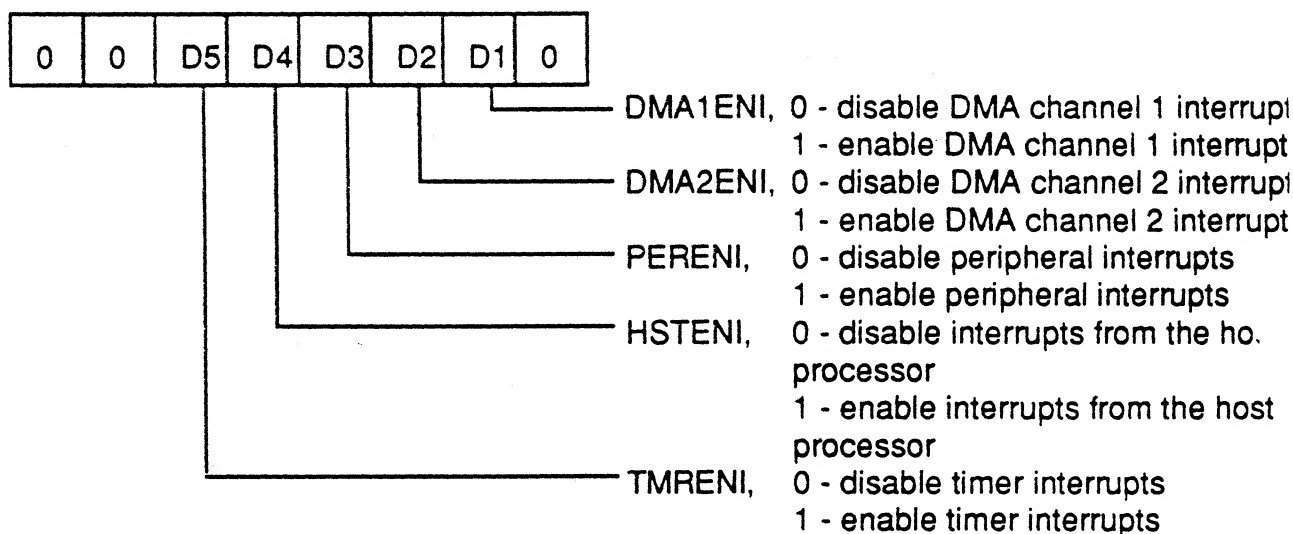 0 0 D5 D4 D3 D2 D1 0
DMA1ENI, 0 - disable DMA channel 1 interrupt
1 - enable DMA channel 1 interrupt
DMA2ENI, 0 - disable DMA channel 2 interrupt
1 - enable DMA channel 2 interrupt
PERENI, 0 - disable peripheral interrupts
1 - enable peripheral interrupts
HSTENI, 0 - disable interrupts from the
processor
1 - enable interrupts from the host
processor
TMRENI, 0 - disable timer interrupts
1 - enable timer interrupts